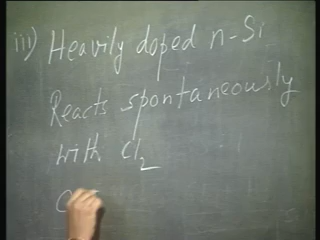 iii) Heavily doped n-Si
Reacts spontaneously
with Cl₂